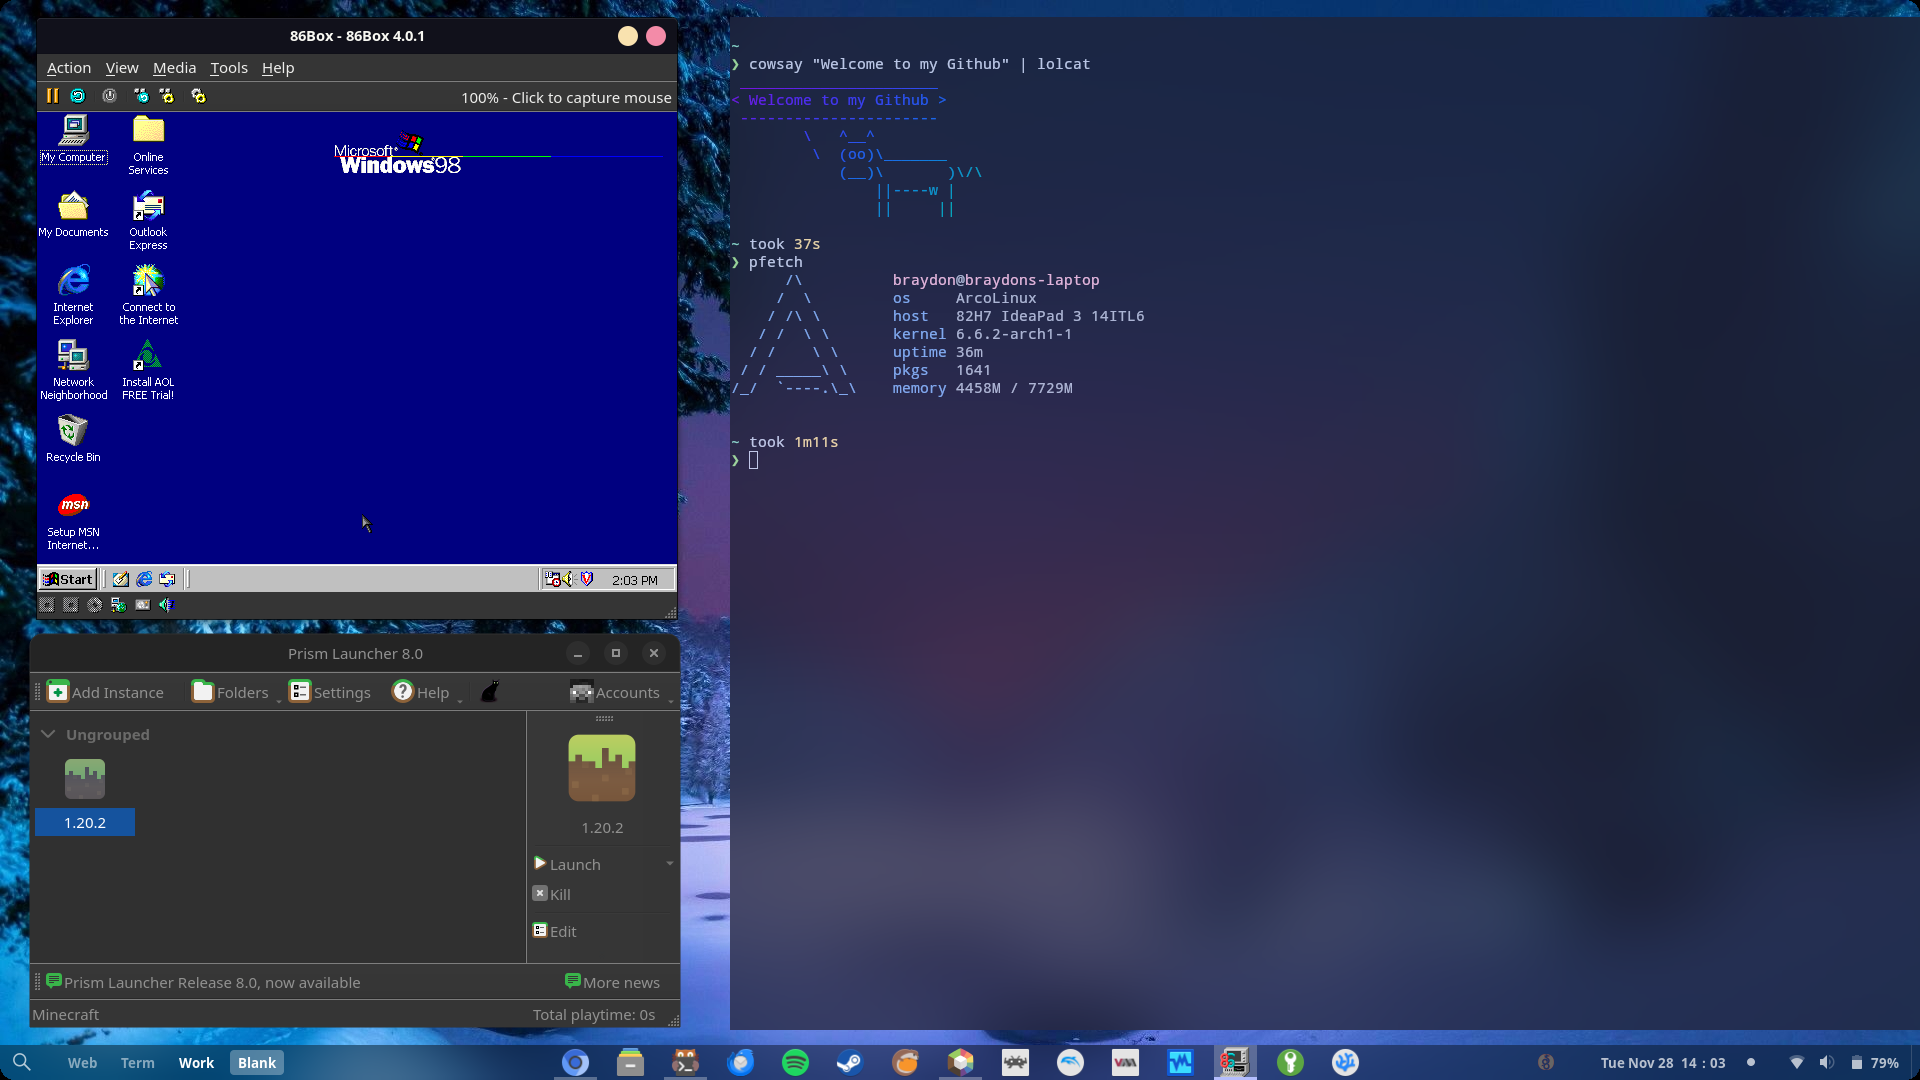 86Box - 86Box 4.0.1
Action View Media Tools Help
100% - Click to capture mouse
My Computer
Online Services
Microsoft
Windows98
My Documents
Outlook Express
Internet Explorer
Connect to the Internet
Network Neighborhood
Install AOL FREE Trial!
Recycle Bin
msn
Setup MSN Internet...
Start
2:03 PM
Prism Launcher 8.0
Add Instance Folders Settings Help Accounts
Ungrouped
1.20.2
1.20.2
Launch
Kill
Edit
Prism Launcher Release 8.0, now available More news
Minecraft Total playtime: 0s
~
❯ cowsay "Welcome to my Github" | lolcat
 ______________________
< Welcome to my Github >
 ----------------------
        \   ^__^
         \  (oo)\_______
            (__)\       )\/\
                ||----w |
                ||     ||
~ took 37s
❯ pfetch
      /\          braydon@braydons-laptop
     /  \         os     ArcoLinux
    / /\ \        host   82H7 IdeaPad 3 14ITL6
   / /  \ \       kernel 6.6.2-arch1-1
  / /    \ \      uptime 36m
 / / _____\ \     pkgs   1641
/_/  `----.\_\    memory 4458M / 7729M
~ took 1m11s
❯
Web Term Work Blank
Tue Nov 28 14 : 03 79%